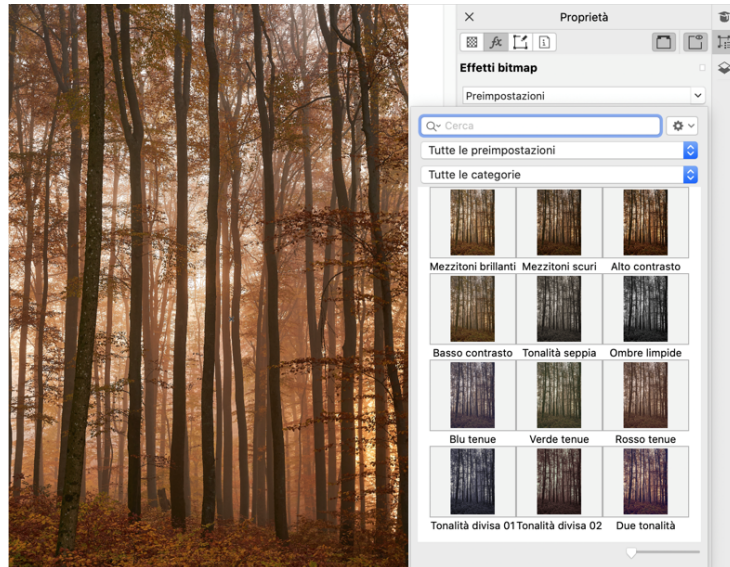 Proprietà
fx
Effetti bitmap
Preimpostazioni
Cerca
Tutte le preimpostazioni
Tutte le categorie
Mezzitoni brillanti Mezzitoni scuri Alto contrasto
Basso contrasto Tonalità seppia Ombre limpide
Blu tenue Verde tenue Rosso tenue
Tonalità divisa 01 Tonalità divisa 02 Due tonalità